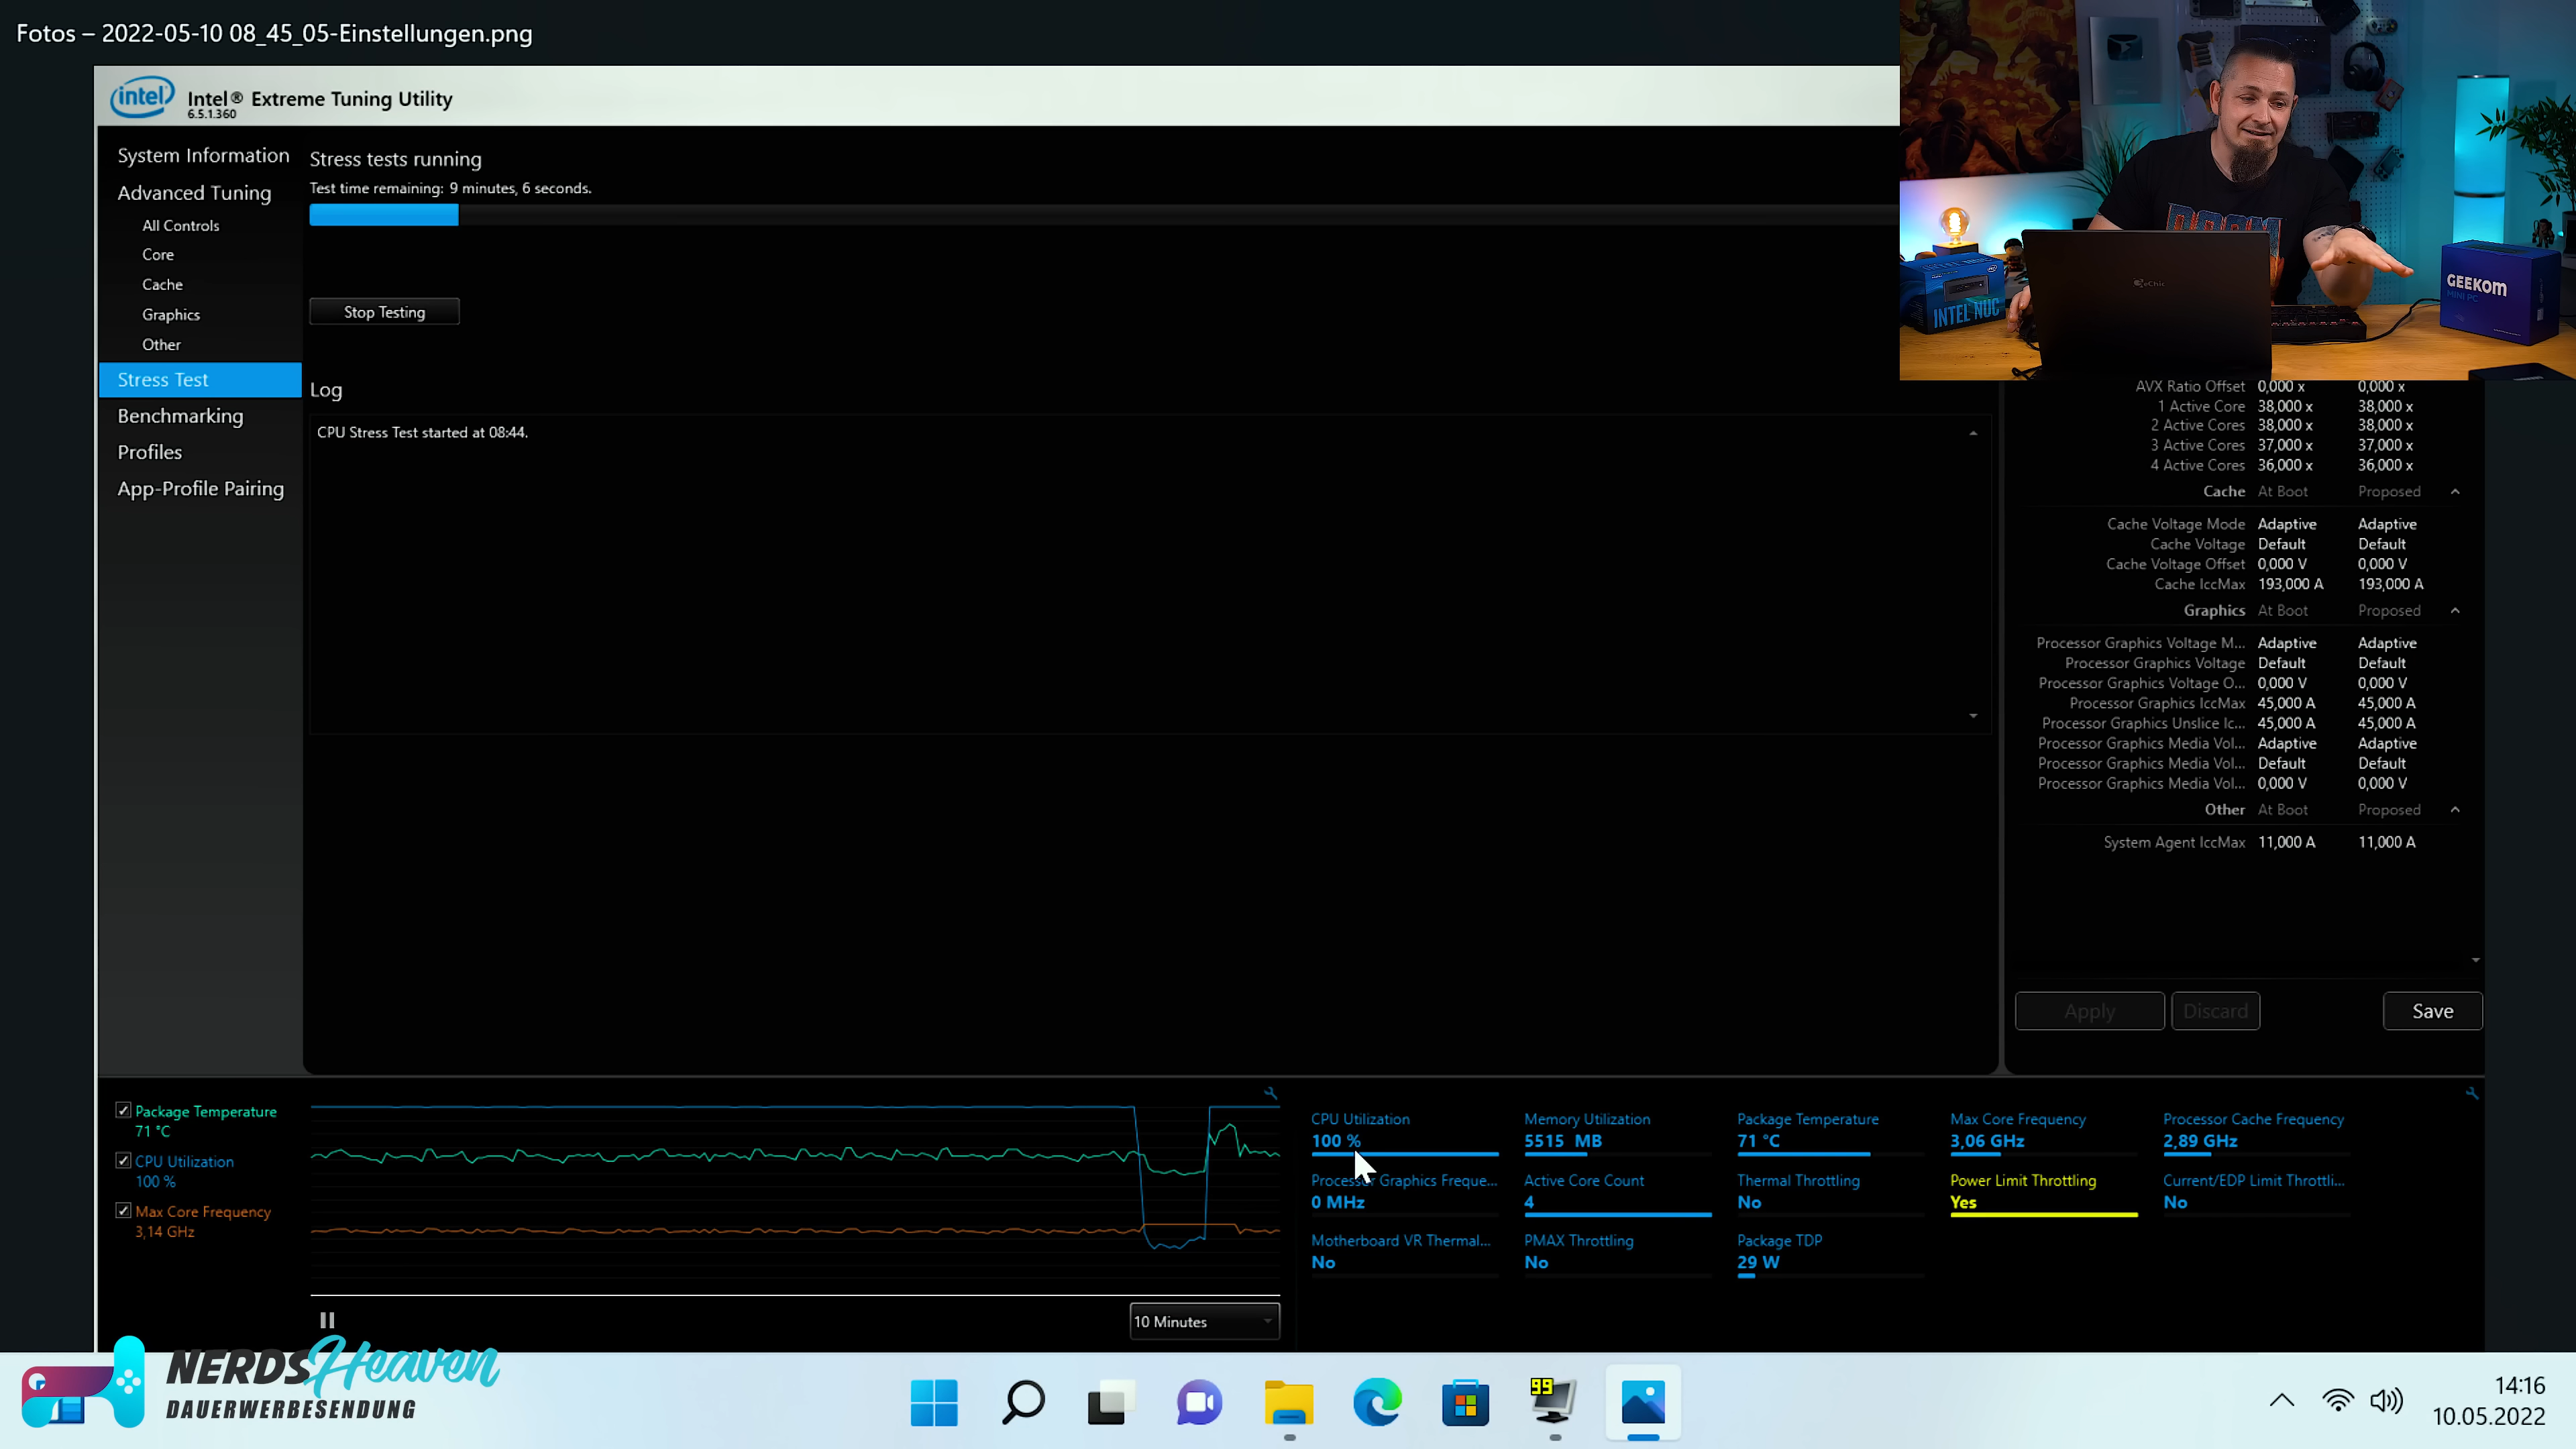 Fotos – 2022-05-10 08_45_05-Einstellungen.png
intel
Intel® Extreme Tuning Utility
6.5.1.360
System Information
Advanced Tuning
All Controls
Core
Cache
Graphics
Other
Stress Test
Benchmarking
Profiles
App-Profile Pairing
Stress tests running
Test time remaining: 9 minutes, 6 seconds.
Stop Testing
Log
CPU Stress Test started at 08:44.
INTEL NUC
GEEKOM
MINI PC
AVX Ratio Offset 0,000 x 0,000 x
1 Active Core 38,000 x 38,000 x
2 Active Cores 38,000 x 38,000 x
3 Active Cores 37,000 x 37,000 x
4 Active Cores 36,000 x 36,000 x
Cache At Boot Proposed
Cache Voltage Mode Adaptive Adaptive
Cache Voltage Default Default
Cache Voltage Offset 0,000 V 0,000 V
Cache IccMax 193,000 A 193,000 A
Graphics At Boot Proposed
Processor Graphics Voltage M... Adaptive Adaptive
Processor Graphics Voltage Default Default
Processor Graphics Voltage O... 0,000 V 0,000 V
Processor Graphics IccMax 45,000 A 45,000 A
Processor Graphics Unslice Ic... 45,000 A 45,000 A
Processor Graphics Media Vol... Adaptive Adaptive
Processor Graphics Media Vol... Default Default
Processor Graphics Media Vol... 0,000 V 0,000 V
Other At Boot Proposed
System Agent IccMax 11,000 A 11,000 A
Apply Discard Save
Package Temperature
71 °C
CPU Utilization
100 %
Max Core Frequency
3,14 GHz
10 Minutes
CPU Utilization Memory Utilization Package Temperature Max Core Frequency Processor Cache Frequency
100 % 5515 MB 71 °C 3,06 GHz 2,89 GHz
Processor Graphics Freque... Active Core Count Thermal Throttling Power Limit Throttling Current/EDP Limit Throttli...
0 MHz 4 No Yes No
Motherboard VR Thermal... PMAX Throttling Package TDP
No No 29 W
NERDS Heaven
DAUERWERBESENDUNG
99
14:16
10.05.2022